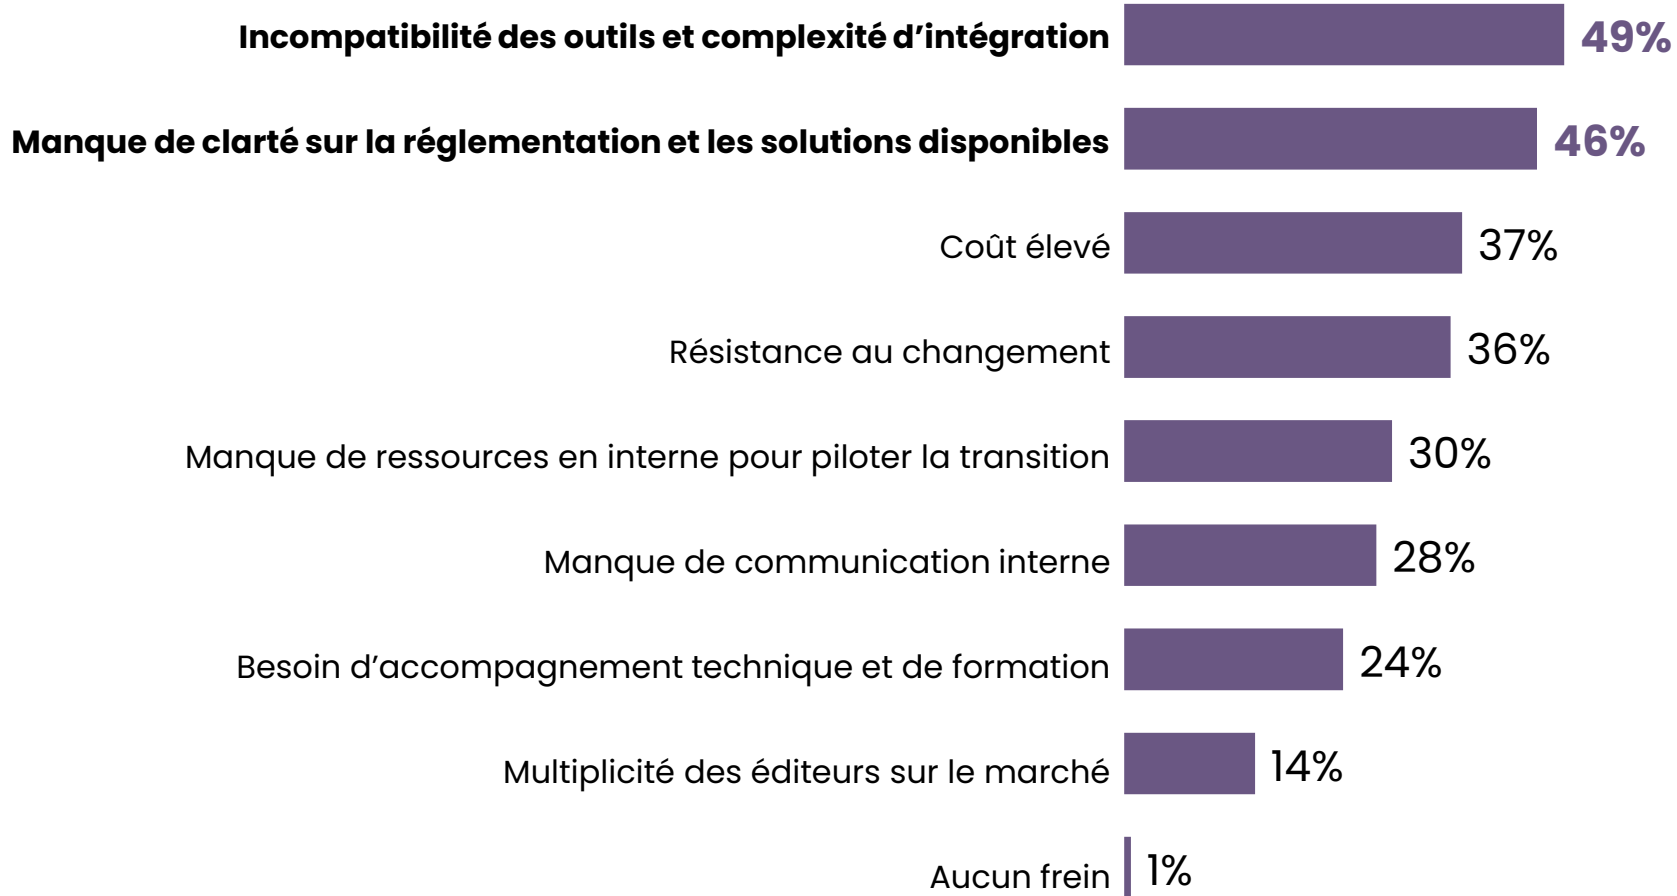 Incompatibilité des outils et complexité d’intégration 49%
Manque de clarté sur la réglementation et les solutions disponibles 46%
Coût élevé 37%
Résistance au changement 36%
Manque de ressources en interne pour piloter la transition 30%
Manque de communication interne 28%
Besoin d’accompagnement technique et de formation 24%
Multiplicité des éditeurs sur le marché 14%
Aucun frein 1%